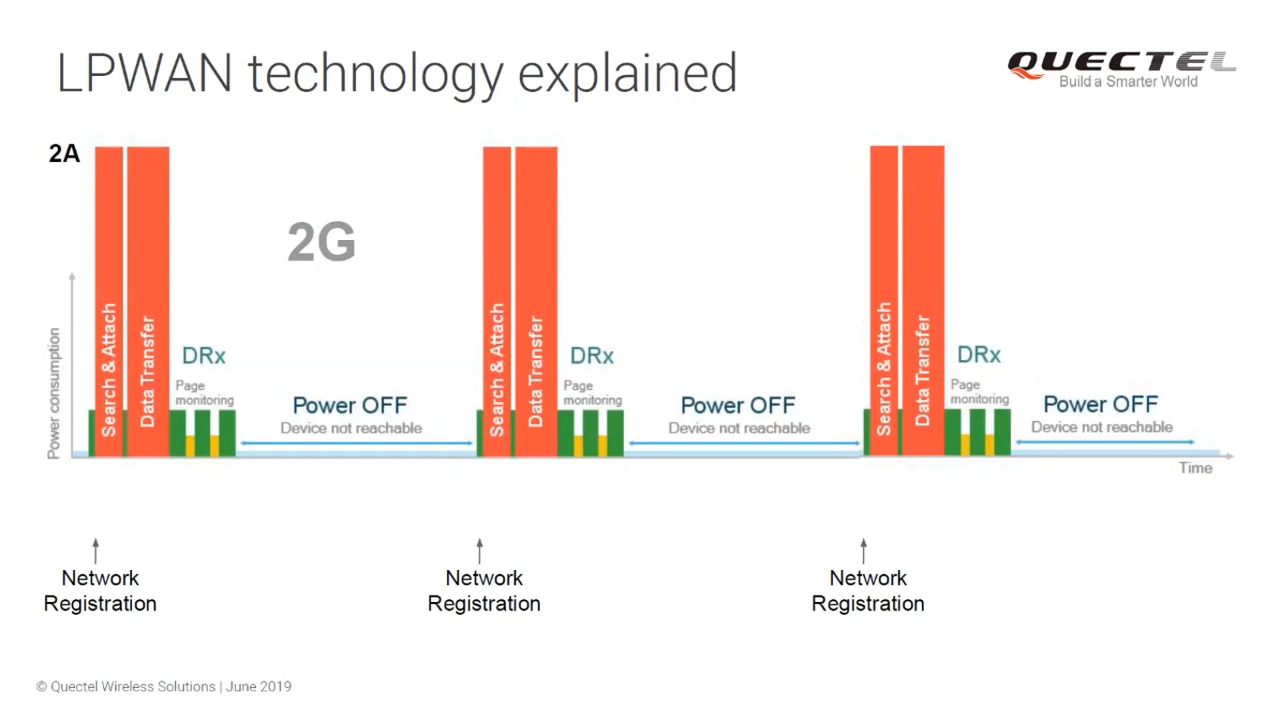 LPWAN technology explained
QUECTEL
Build a Smarter World
2A
2G
Power consumption
Search & Attach
Data Transfer
DRx
Page
monitoring
Power OFF
Device not reachable
Search & Attach
Data Transfer
DRx
Page
monitoring
Power OFF
Device not reachable
Search & Attach
Data Transfer
DRx
Page
monitoring
Power OFF
Device not reachable
Time
Network
Registration
Network
Registration
Network
Registration
© Quectel Wireless Solutions | June 2019